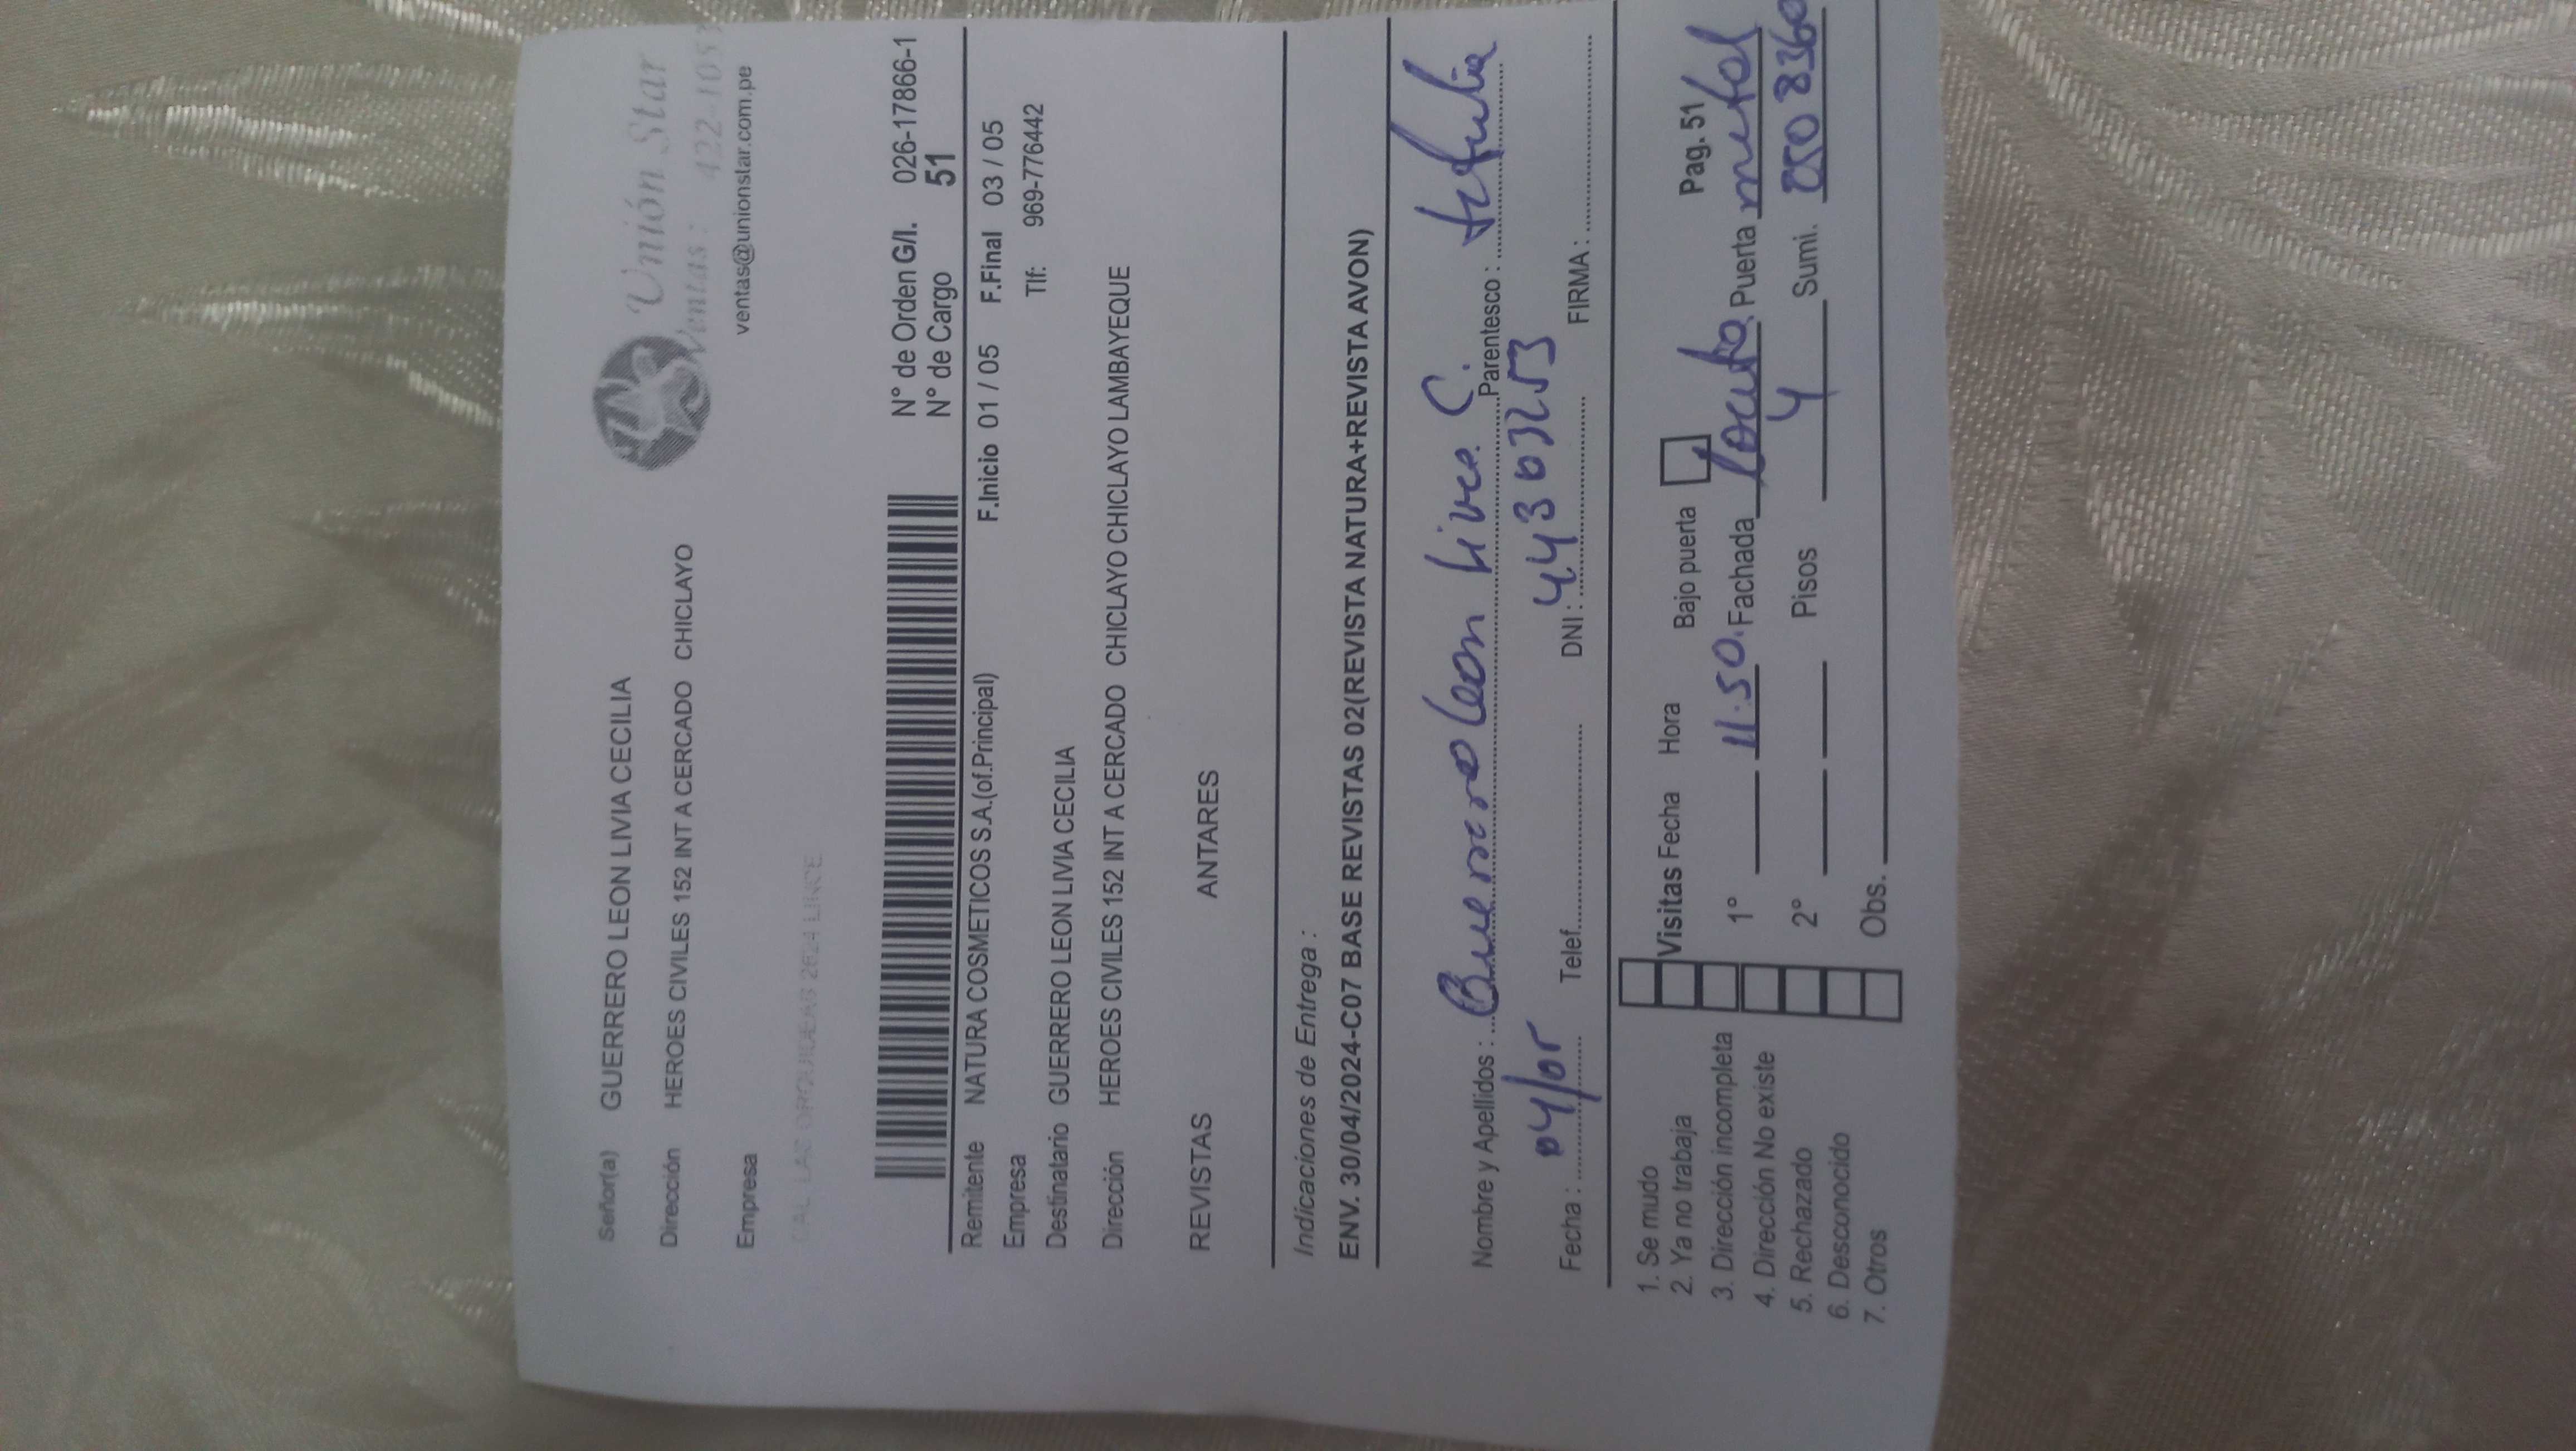 Señor(a) GUERRERO LEON LIVIA CECILIA
Unión Star
Ventas : 422-105
Dirección HEROES CIVILES 152 INT A CERCADO CHICLAYO
ventas@unionstar.com.pe
Empresa
CAL. LAS ORQUIDEAS 2624 LINCE
N° de Orden G/I. 026-17866-1
N° de Cargo 51
Remitente NATURA COSMETICOS S.A.(of.Principal) F.Inicio 01 / 05 F.Final 03 / 05
Empresa Tlf: 969-776442
Destinatario GUERRERO LEON LIVIA CECILIA
Dirección HEROES CIVILES 152 INT A CERCADO CHICLAYO CHICLAYO LAMBAYEQUE
REVISTAS ANTARES
Indicaciones de Entrega :
ENV. 30/04/2024-C07 BASE REVISTAS 02(REVISTA NATURA+REVISTA AVON)
Nombre y Apellidos : Guerrero Leon Livia C. Parentesco : titular
Fecha : 04/05 Telef. DNI : 44303253 FIRMA :
1. Se mudo
2. Ya no trabaja
3. Dirección incompleta
4. Dirección No existe
5. Rechazado
6. Desconocido
7. Otros
Visitas Fecha Hora Bajo puerta Pag. 51
1° 11.50 Fachada Puerta metal
2° Pisos 4 Sumi.
Obs.